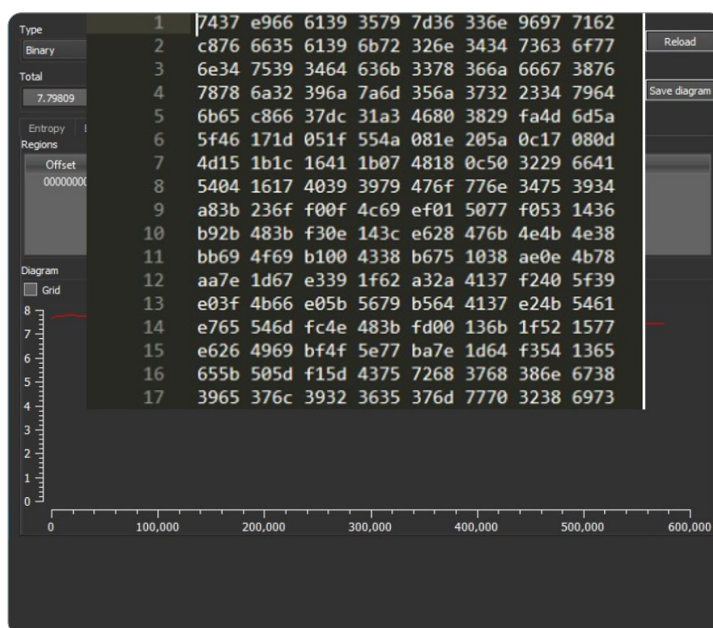 Type
Binary
Total
7.79809
Entropy
Regions
Offset
Diagram
Grid
8
7
6
5
4
3
2
1
0
0 100,000 200,000 300,000 400,000 500,000 600,000
1 7437 e966 6139 3579 7d36 336e 9697 7162
2 c876 6635 6139 6b72 326e 3434 7363 6f77
3 6e34 7539 3464 636b 3378 366a 6667 3876
4 7878 6a32 396a 7a6d 356a 3732 2334 7964
5 6b65 c866 37dc 31a3 4680 3829 fa4d 6d5a
6 5f46 171d 051f 554a 081e 205a 0c17 080d
7 4d15 1b1c 1641 1b07 4818 0c50 3229 6641
8 5404 1617 4039 3979 476f 776e 3475 3934
9 a83b 236f f00f 4c69 ef01 5077 f053 1436
10 b92b 483b f30e 143c e628 476b 4e4b 4e38
11 bb69 4f69 b100 4338 b675 1038 ae0e 4b78
12 aa7e 1d67 e339 1f62 a32a 4137 f240 5f39
13 e03f 4b66 e05b 5679 b564 4137 e24b 5461
14 e765 546d fc4e 483b fd00 136b 1f52 1577
15 e626 4969 bf4f 5e77 ba7e 1d64 f354 1365
16 655b 505d f15d 4375 7268 3768 386e 6738
17 3965 376c 3932 3635 376d 7770 3238 6973
Reload
Save diagram